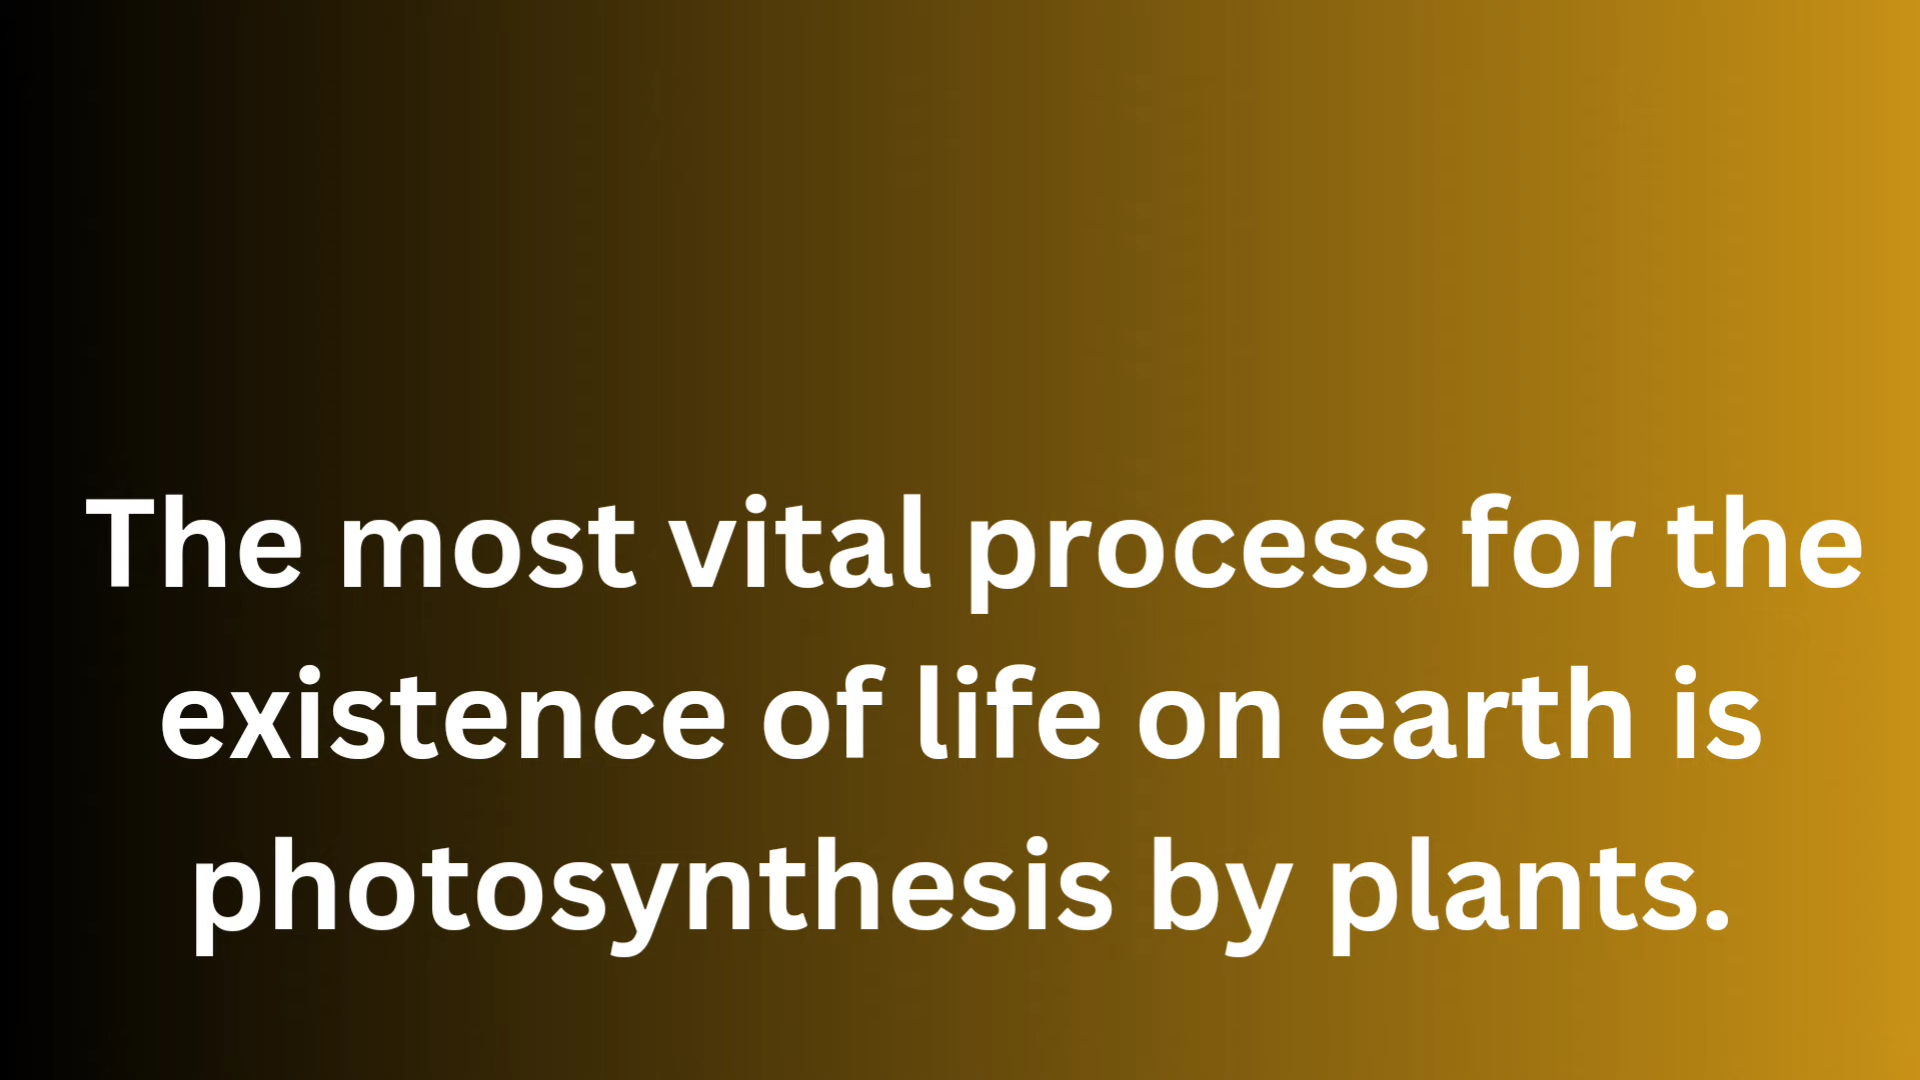 The most vital process for the
existence of life on earth is
photosynthesis by plants.